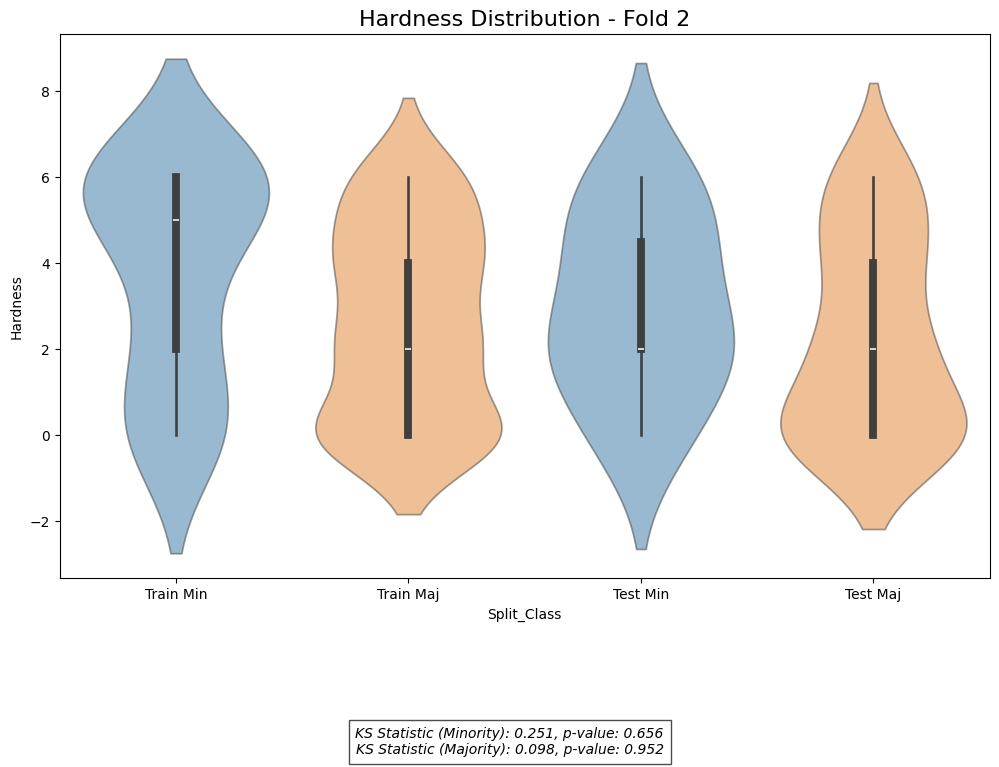 Hardness Distribution - Fold 2
8
6
4
2
0
−2
Hardness
Train Min
Train Maj
Test Min
Test Maj
Split_Class
KS Statistic (Minority): 0.251, p-value: 0.656
KS Statistic (Majority): 0.098, p-value: 0.952